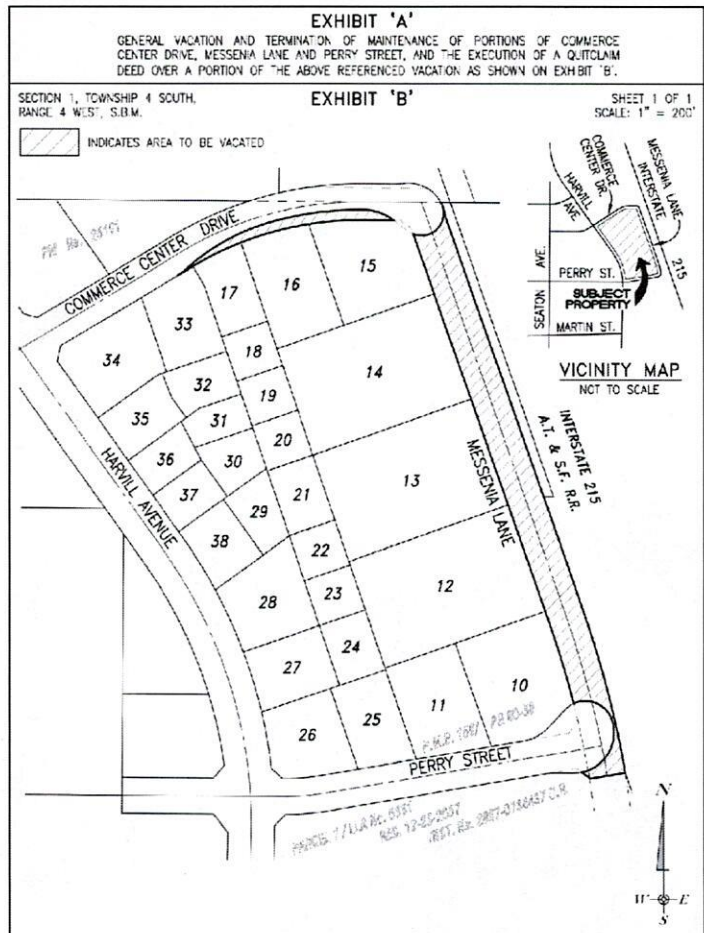 EXHIBIT 'A'
GENERAL VACATION AND TERMINATION OF MAINTENANCE OF PORTIONS OF COMMERCE
CENTER DRIVE, MESSENIA LANE AND PERRY STREET, AND THE EXECUTION OF A QUITCLAIM
DEED OVER A PORTION OF THE ABOVE REFERENCED VACATION AS SHOWN ON EXHIBIT 'B'.
SECTION 1, TOWNSHIP 4 SOUTH,
RANGE 4 WEST, S.B.M.
EXHIBIT 'B'
SHEET 1 OF 1
SCALE: 1" = 200'
INDICATES AREA TO BE VACATED
COMMERCE CENTER DRIVE
HARVILL AVENUE
MESSENIA LANE
PERRY STREET
INTERSTATE 215
A.T. & S.F. R.R.
15
16
17
18
33
34
14
32
19
35
31
20
36
30
13
37
21
29
38
22
12
28
23
24
27
10
11
25
26
COMMERCE
CENTER DR.
HARVILL
AVE
MESSENIA LANE
INTERSTATE
215
SEATON AVE.
PERRY ST.
SUBJECT
PROPERTY
MARTIN ST.
VICINITY MAP
NOT TO SCALE
N
W E
S